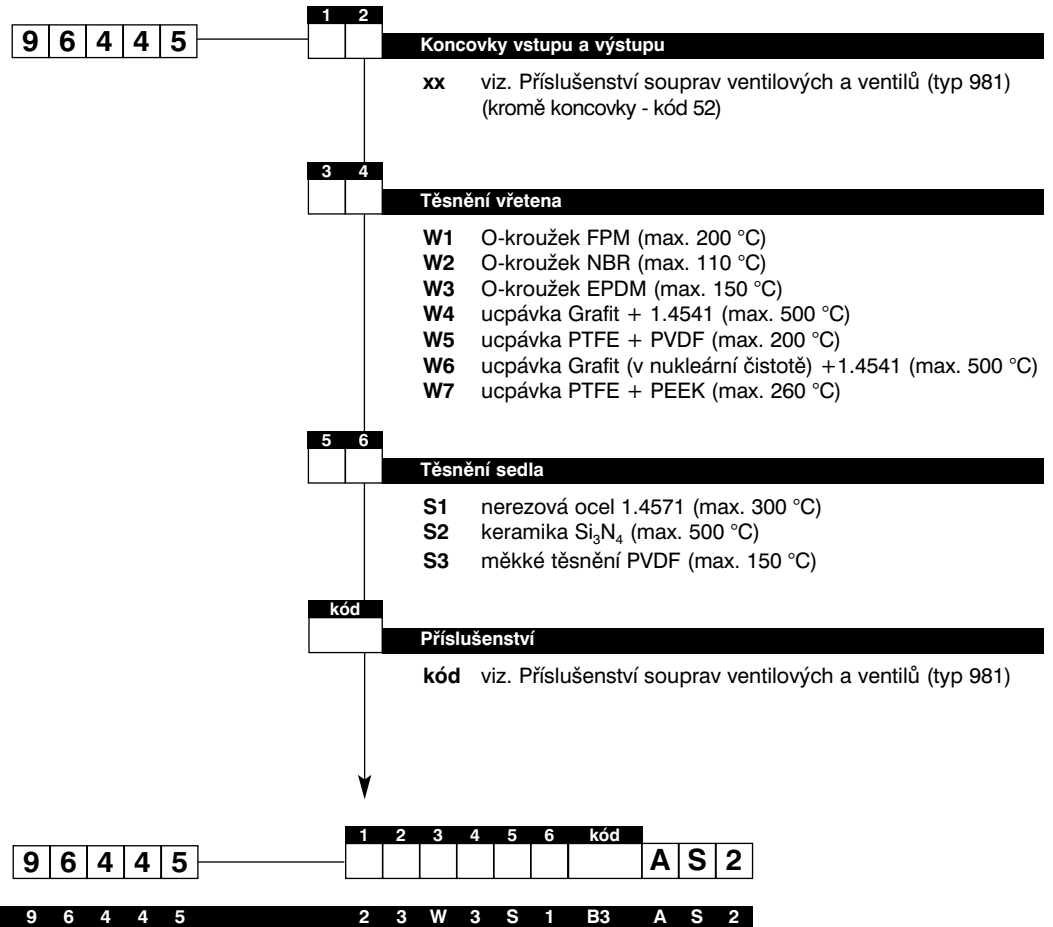 1 2
9 6 4 4 5
Koncovky vstupu a výstupu
xx viz. Příslušenství souprav ventilových a ventilů (typ 981)
(kromě koncovky - kód 52)
3 4
Těsnění vřetena
W1 O-kroužek FPM (max. 200 °C)
W2 O-kroužek NBR (max. 110 °C)
W3 O-kroužek EPDM (max. 150 °C)
W4 ucpávka Grafit + 1.4541 (max. 500 °C)
W5 ucpávka PTFE + PVDF (max. 200 °C)
W6 ucpávka Grafit (v nukleární čistotě) +1.4541 (max. 500 °C)
W7 ucpávka PTFE + PEEK (max. 260 °C)
5 6
Těsnění sedla
S1 nerezová ocel 1.4571 (max. 300 °C)
S2 keramika Si₃N₄ (max. 500 °C)
S3 měkké těsnění PVDF (max. 150 °C)
kód
Příslušenství
kód viz. Příslušenství souprav ventilových a ventilů (typ 981)
1 2 3 4 5 6 kód
9 6 4 4 5 A S 2
9 6 4 4 5 2 3 W 3 S 1 B3 A S 2